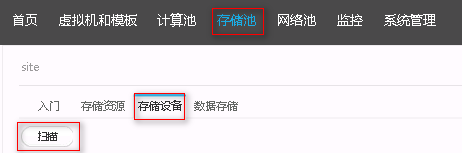 首页 虚拟机和模板 计算池 存储池 网络池 监控 系统管理
site
入门 存储资源 存储设备 数据存储
扫描